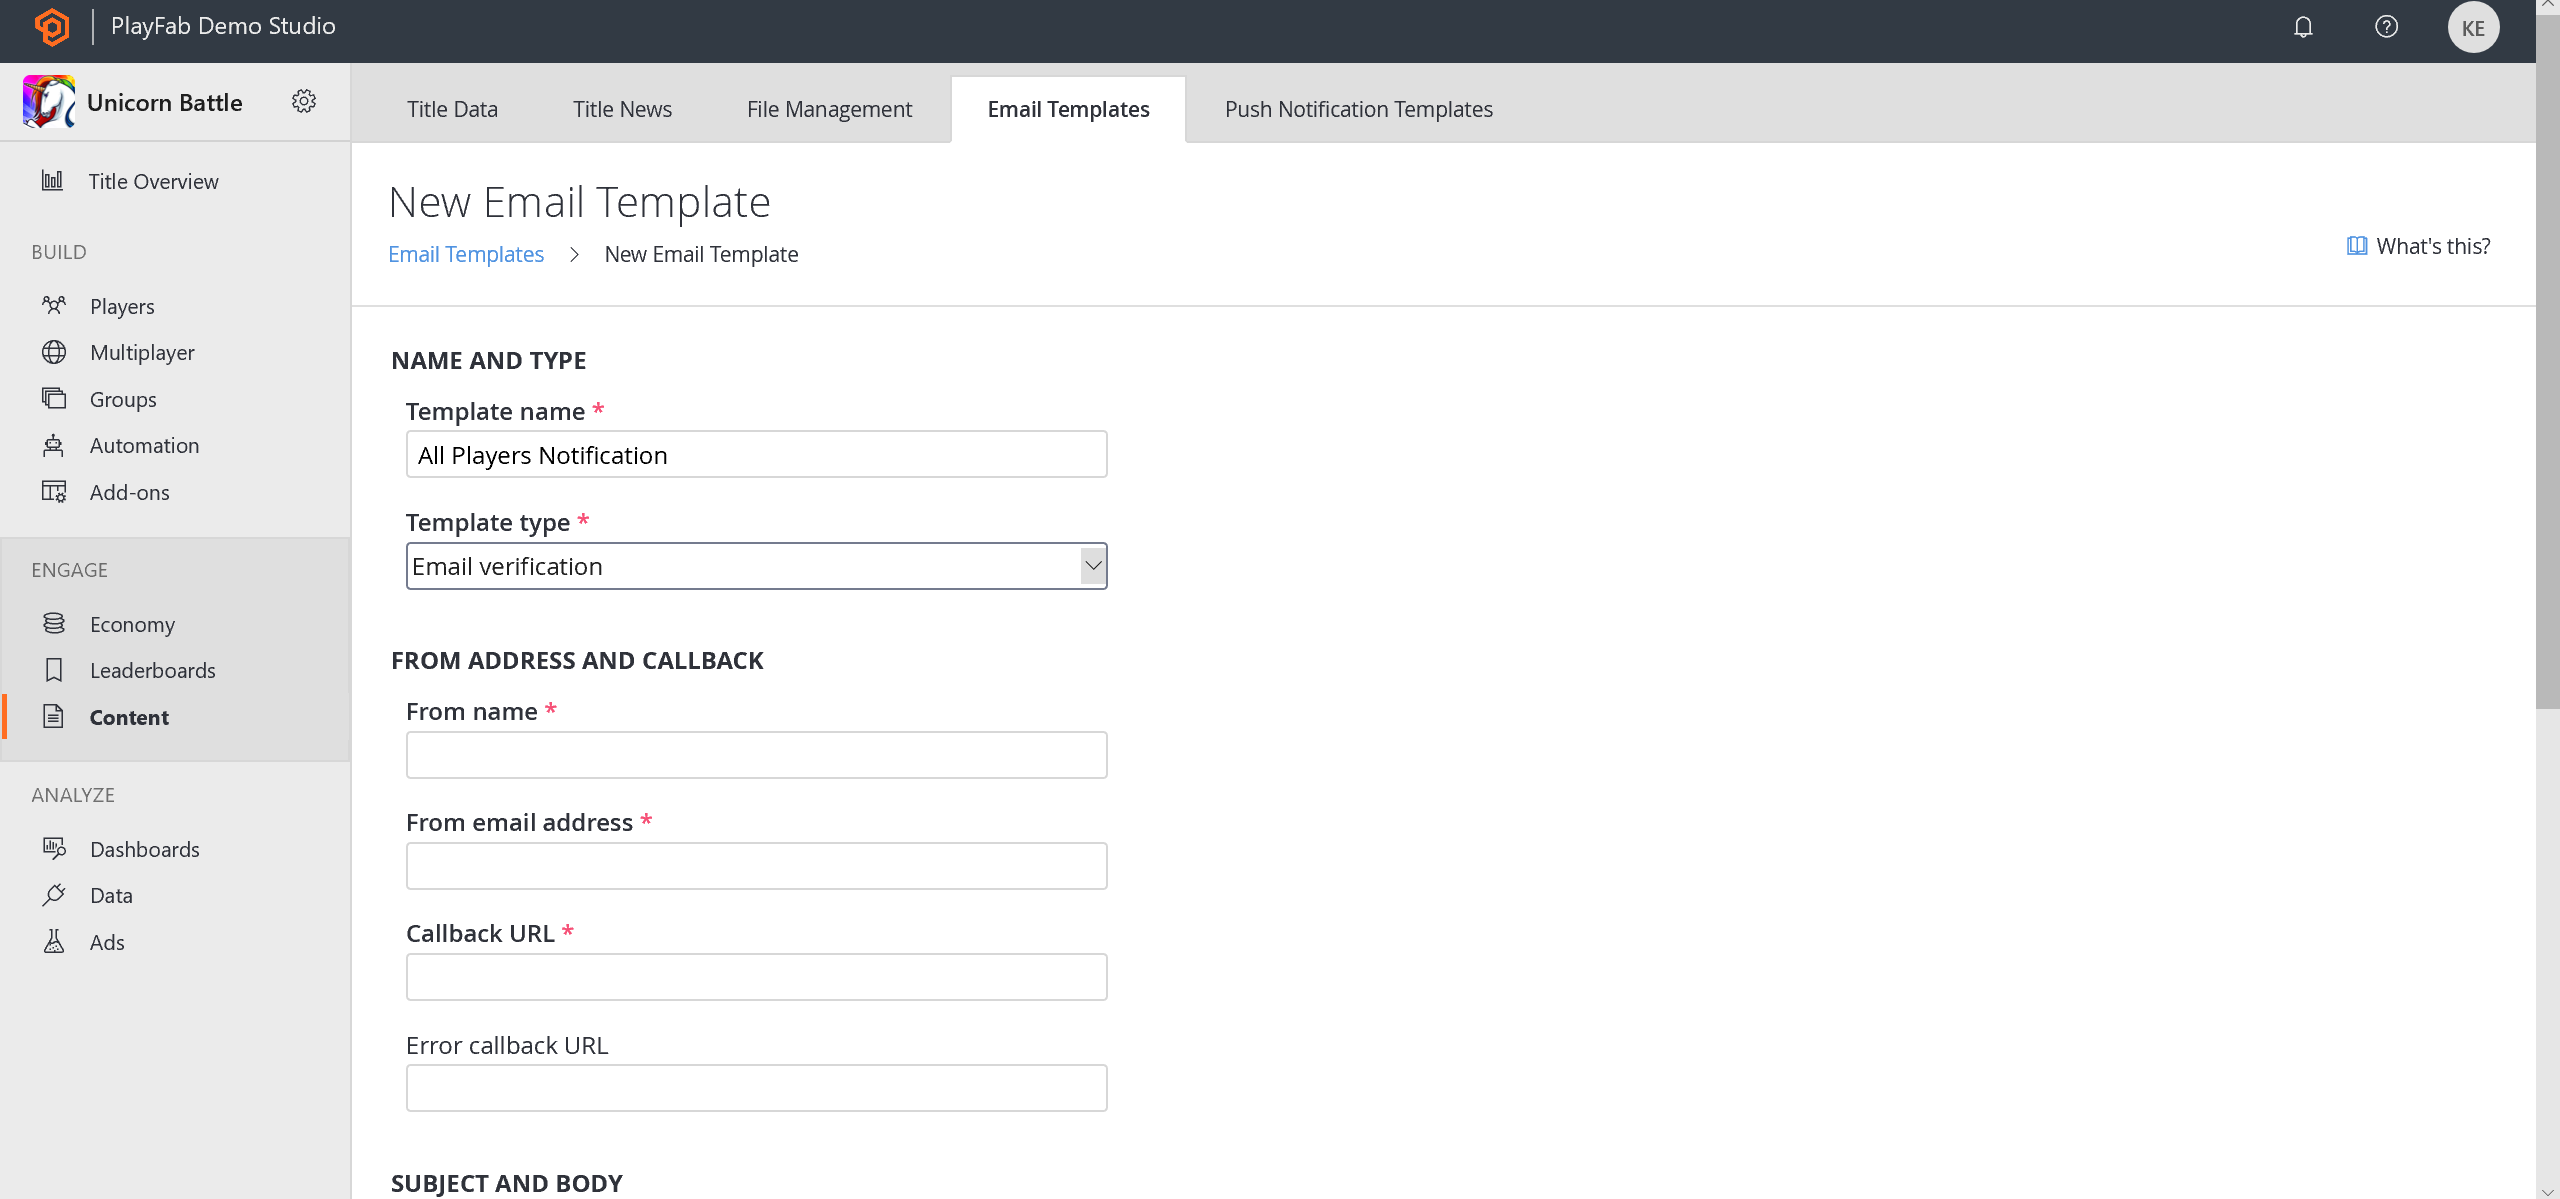 PlayFab Demo Studio
KE
Unicorn Battle
Title Data
Title News
File Management
Email Templates
Push Notification Templates
Title Overview
BUILD
Players
Multiplayer
Groups
Automation
Add-ons
ENGAGE
Economy
Leaderboards
Content
ANALYZE
Dashboards
Data
Ads
New Email Template
Email Templates > New Email Template
What's this?
NAME AND TYPE
Template name *
All Players Notification
Template type *
Email verification
FROM ADDRESS AND CALLBACK
From name *
From email address *
Callback URL *
Error callback URL
SUBJECT AND BODY